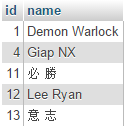 id name
1 Demon Warlock
4 Giap NX
11 必 勝
12 Lee Ryan
13 意 志